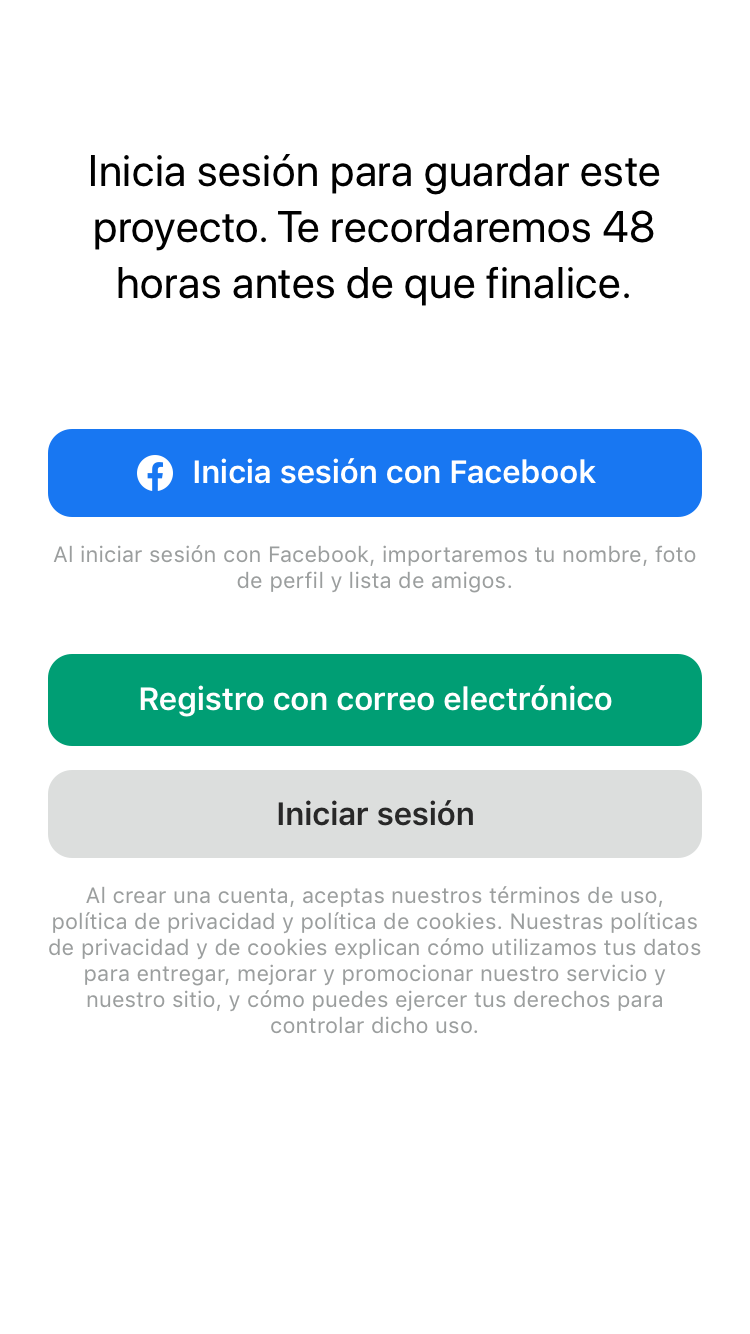 Inicia sesión para guardar este
proyecto. Te recordaremos 48
horas antes de que finalice.
Inicia sesión con Facebook
Al iniciar sesión con Facebook, importaremos tu nombre, foto
de perfil y lista de amigos.
Registro con correo electrónico
Iniciar sesión
Al crear una cuenta, aceptas nuestros términos de uso,
política de privacidad y política de cookies. Nuestras políticas
de privacidad y de cookies explican cómo utilizamos tus datos
para entregar, mejorar y promocionar nuestro servicio y
nuestro sitio, y cómo puedes ejercer tus derechos para
controlar dicho uso.